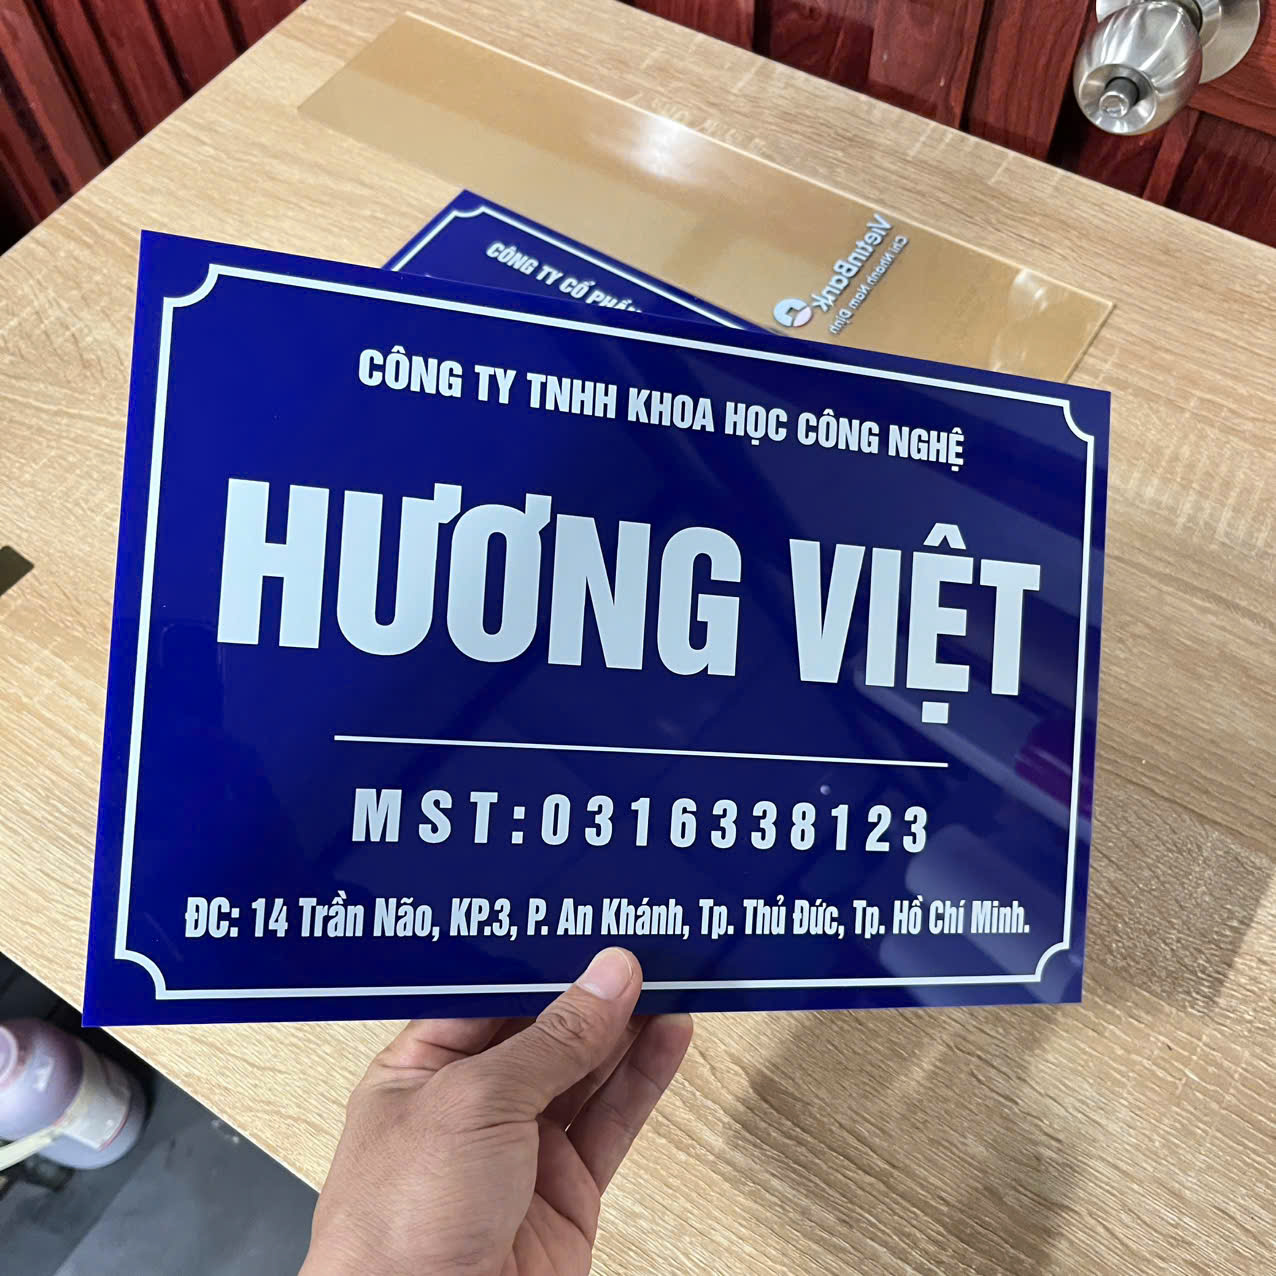 VietinBank
Chi Nhánh Nam Định
CÔNG TY CỔ PHẦN
CÔNG TY TNHH KHOA HỌC CÔNG NGHỆ
HƯƠNG VIỆT
MST:0316338123
ĐC: 14 Trần Não, KP.3, P. An Khánh, Tp. Thủ Đức, Tp. Hồ Chí Minh.